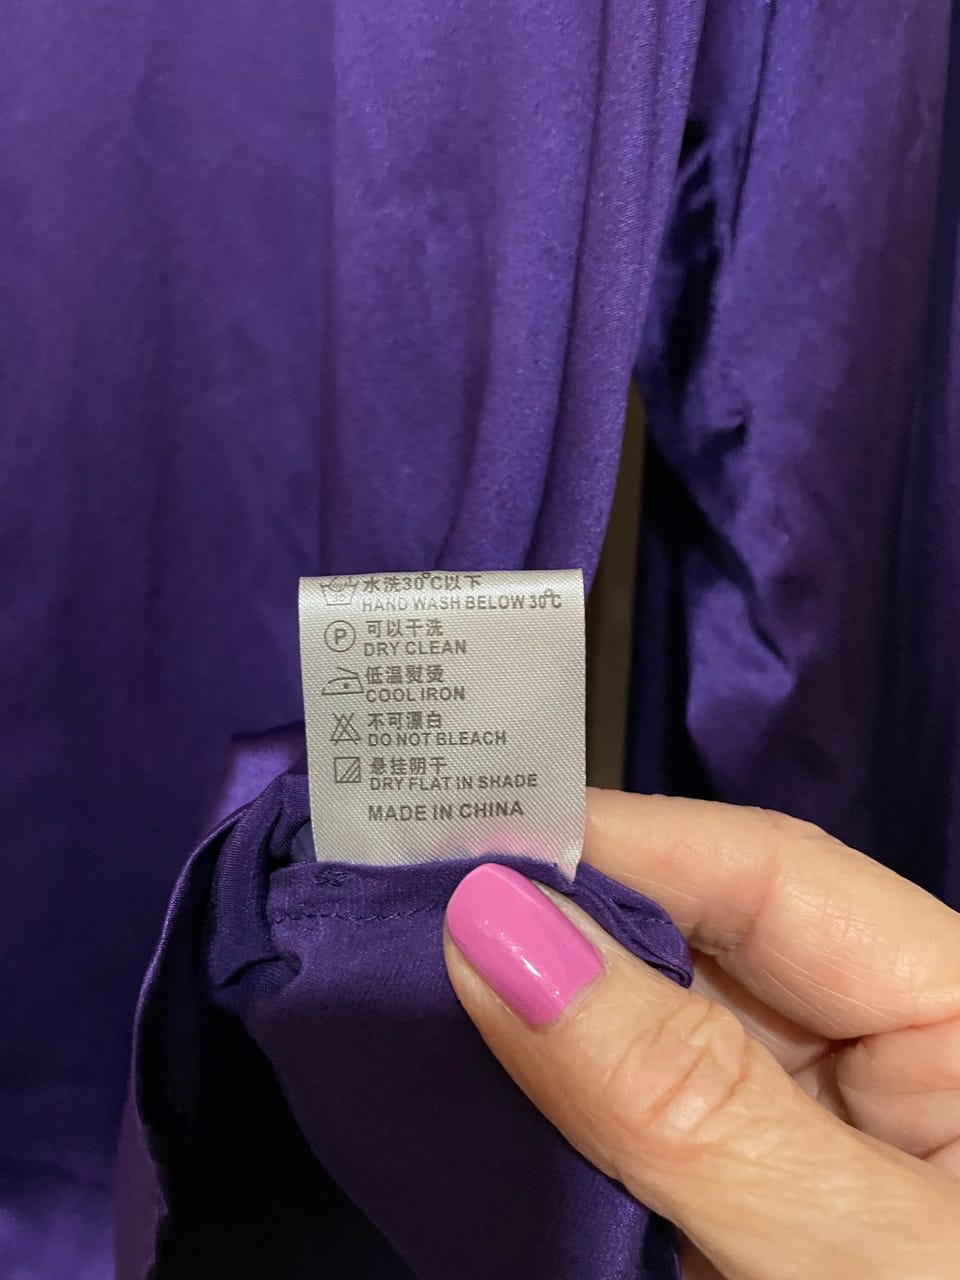 水洗30℃以下
HAND WASH BELOW 30℃
P 可以干洗
DRY CLEAN
低温熨烫
COOL IRON
不可漂白
DO NOT BLEACH
悬挂阴干
DRY FLAT IN SHADE
MADE IN CHINA